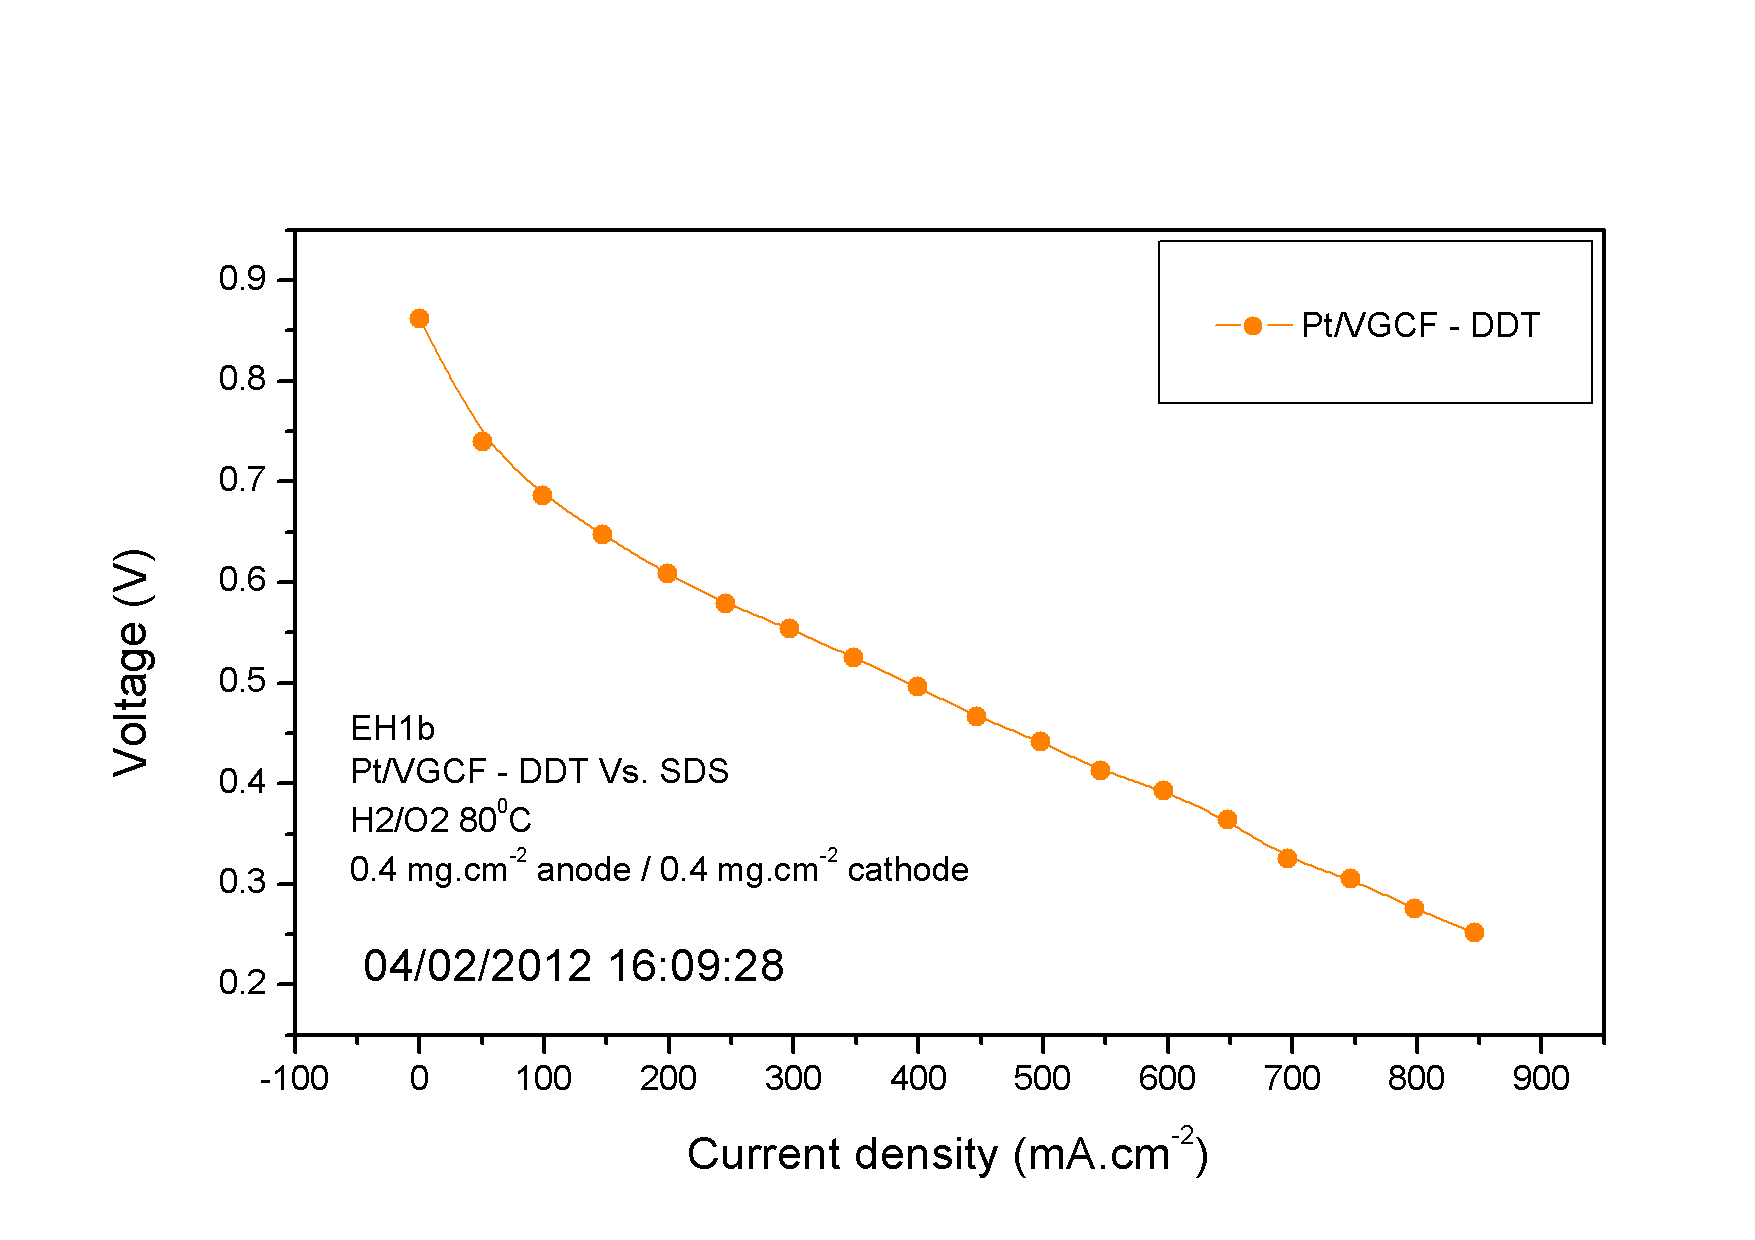 Pt/VGCF - DDT
0.9
0.8
0.7
0.6
0.5
0.4
0.3
0.2
Voltage (V)
EH1b
Pt/VGCF - DDT Vs. SDS
H2/O2 80⁰C
0.4 mg.cm⁻² anode / 0.4 mg.cm⁻² cathode
04/02/2012 16:09:28
-100 0 100 200 300 400 500 600 700 800 900
Current density (mA.cm⁻²)